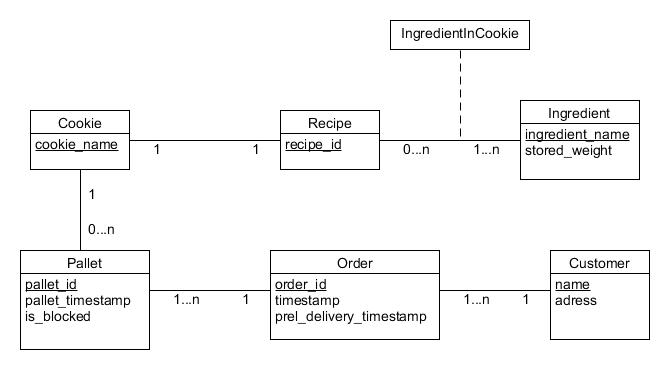 IngredientInCookie
Cookie
cookie_name
1
1
Recipe
recipe_id
0...n
1...n
Ingredient
ingredient_name
stored_weight
1
0...n
Pallet
pallet_id
pallet_timestamp
is_blocked
1...n
1
Order
order_id
timestamp
prel_delivery_timestamp
1...n
1
Customer
name
adress